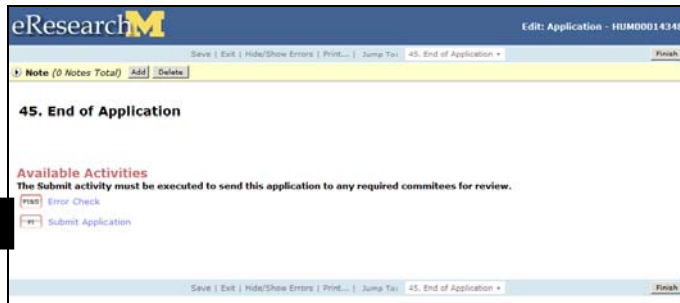 eResearch M Edit: Application - HUM00014348
Save | Exit | Hide/Show Errors | Print... | Jump To: 45. End of Application Finish
Note (0 Notes Total) Add Delete
45. End of Application
Available Activities
The Submit activity must be executed to send this application to any required commitees for review.
Error Check
Submit Application
Save | Exit | Hide/Show Errors | Print... | Jump To: 45. End of Application Finish